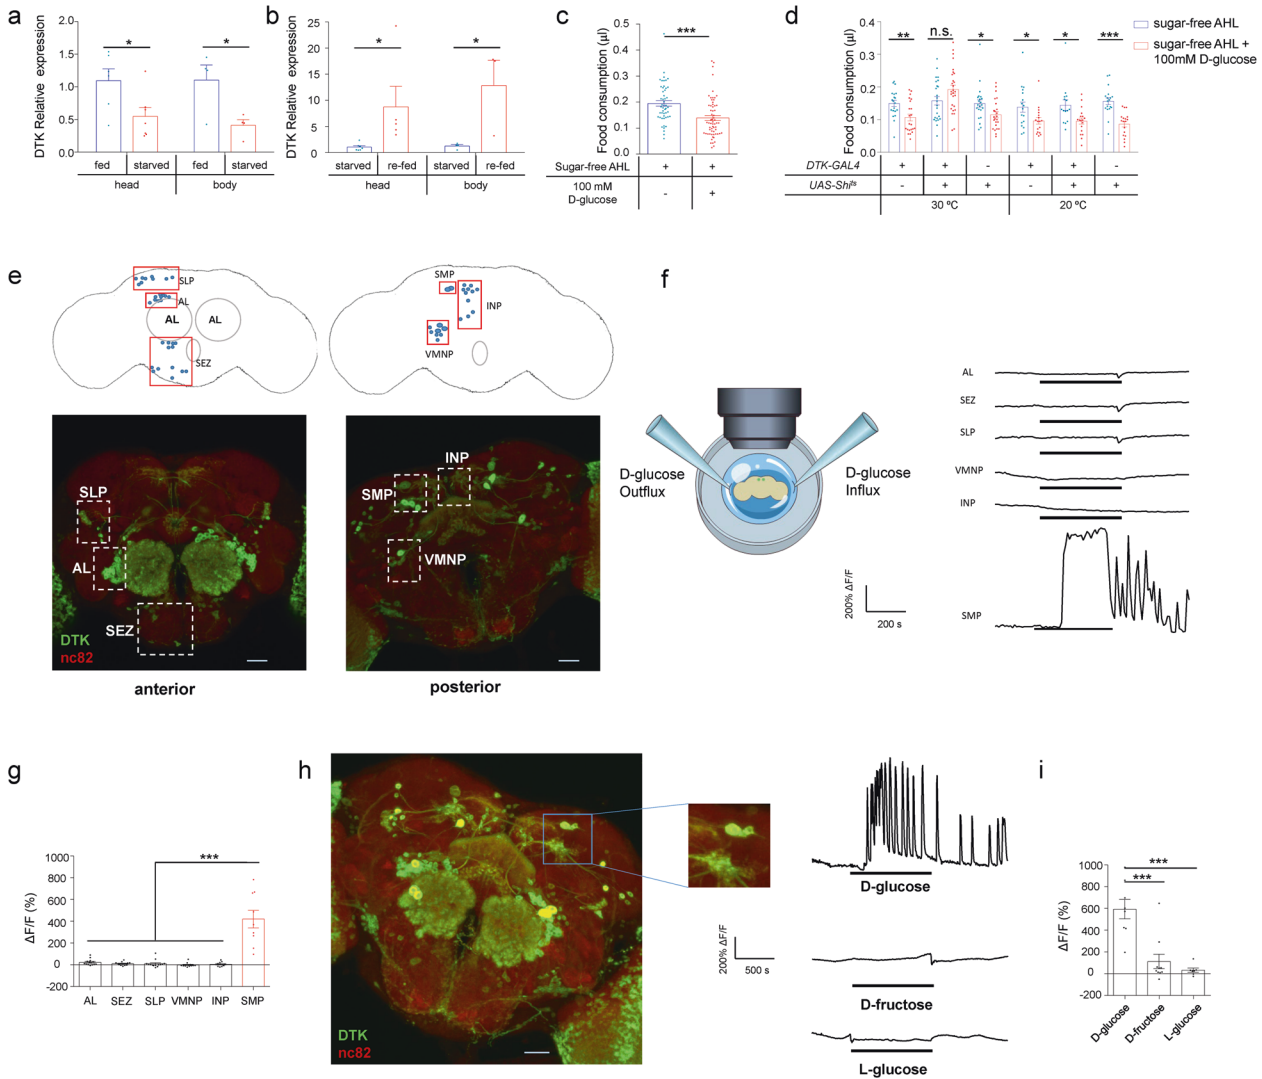 a
DTK Relative expression
2.0
1.5
1.0
0.5
0.0
*
*
fed
starved
fed
starved
head
body
b
DTK Relative expression
25
20
15
10
5
0
*
*
starved
re-fed
starved
re-fed
head
body
c
Food consumption (μl)
0.5
0.4
0.3
0.2
0.1
0.0
***
Sugar-free AHL
+
+
100 mM
D-glucose
-
+
d
Food consumption (μl)
0.4
0.3
0.2
0.1
0.0
**
n.s.
*
*
*
***
sugar-free AHL
sugar-free AHL +
100mM D-glucose
DTK-GAL4
+
+
-
+
+
-
UAS-Shits
-
+
+
-
+
+
30 ºC
20 ºC
e
SLP
AL
AL
AL
SEZ
SMP
INP
VMNP
SLP
AL
SEZ
DTK
nc82
anterior
INP
SMP
VMNP
posterior
f
D-glucose
Outflux
D-glucose
Influx
AL
SEZ
SLP
VMNP
INP
SMP
200% ΔF/F
200 s
g
ΔF/F (%)
1000
800
600
400
200
0
-200
***
AL
SEZ
SLP
VMNP
INP
SMP
h
DTK
nc82
D-glucose
200% ΔF/F
500 s
D-fructose
L-glucose
i
ΔF/F (%)
1000
800
600
400
200
0
-200
***
***
D-glucose
D-fructose
L-glucose